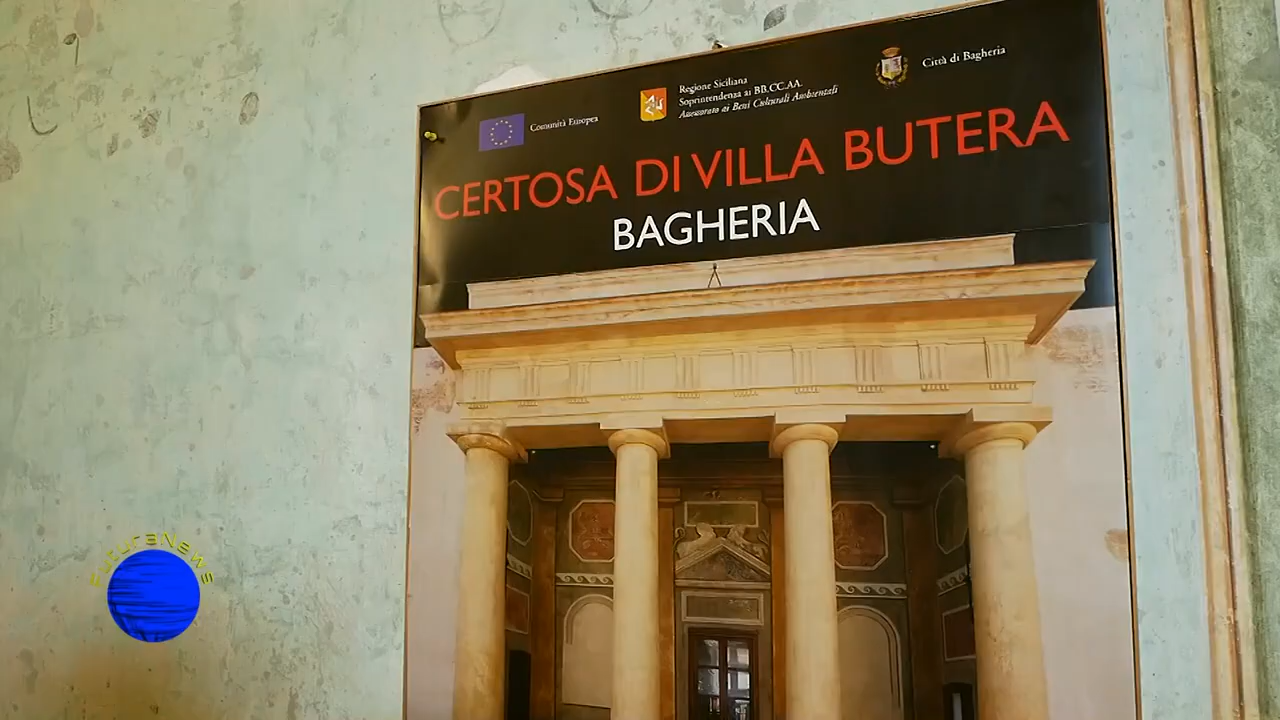 Comunità Europea
Regione Siciliana
Soprintendenza ai BB.CC.AA.
Assessorato ai Beni Culturali Ambientali
Città di Bagheria
CERTOSA DI VILLA BUTERA
BAGHERIA
FuturaNews